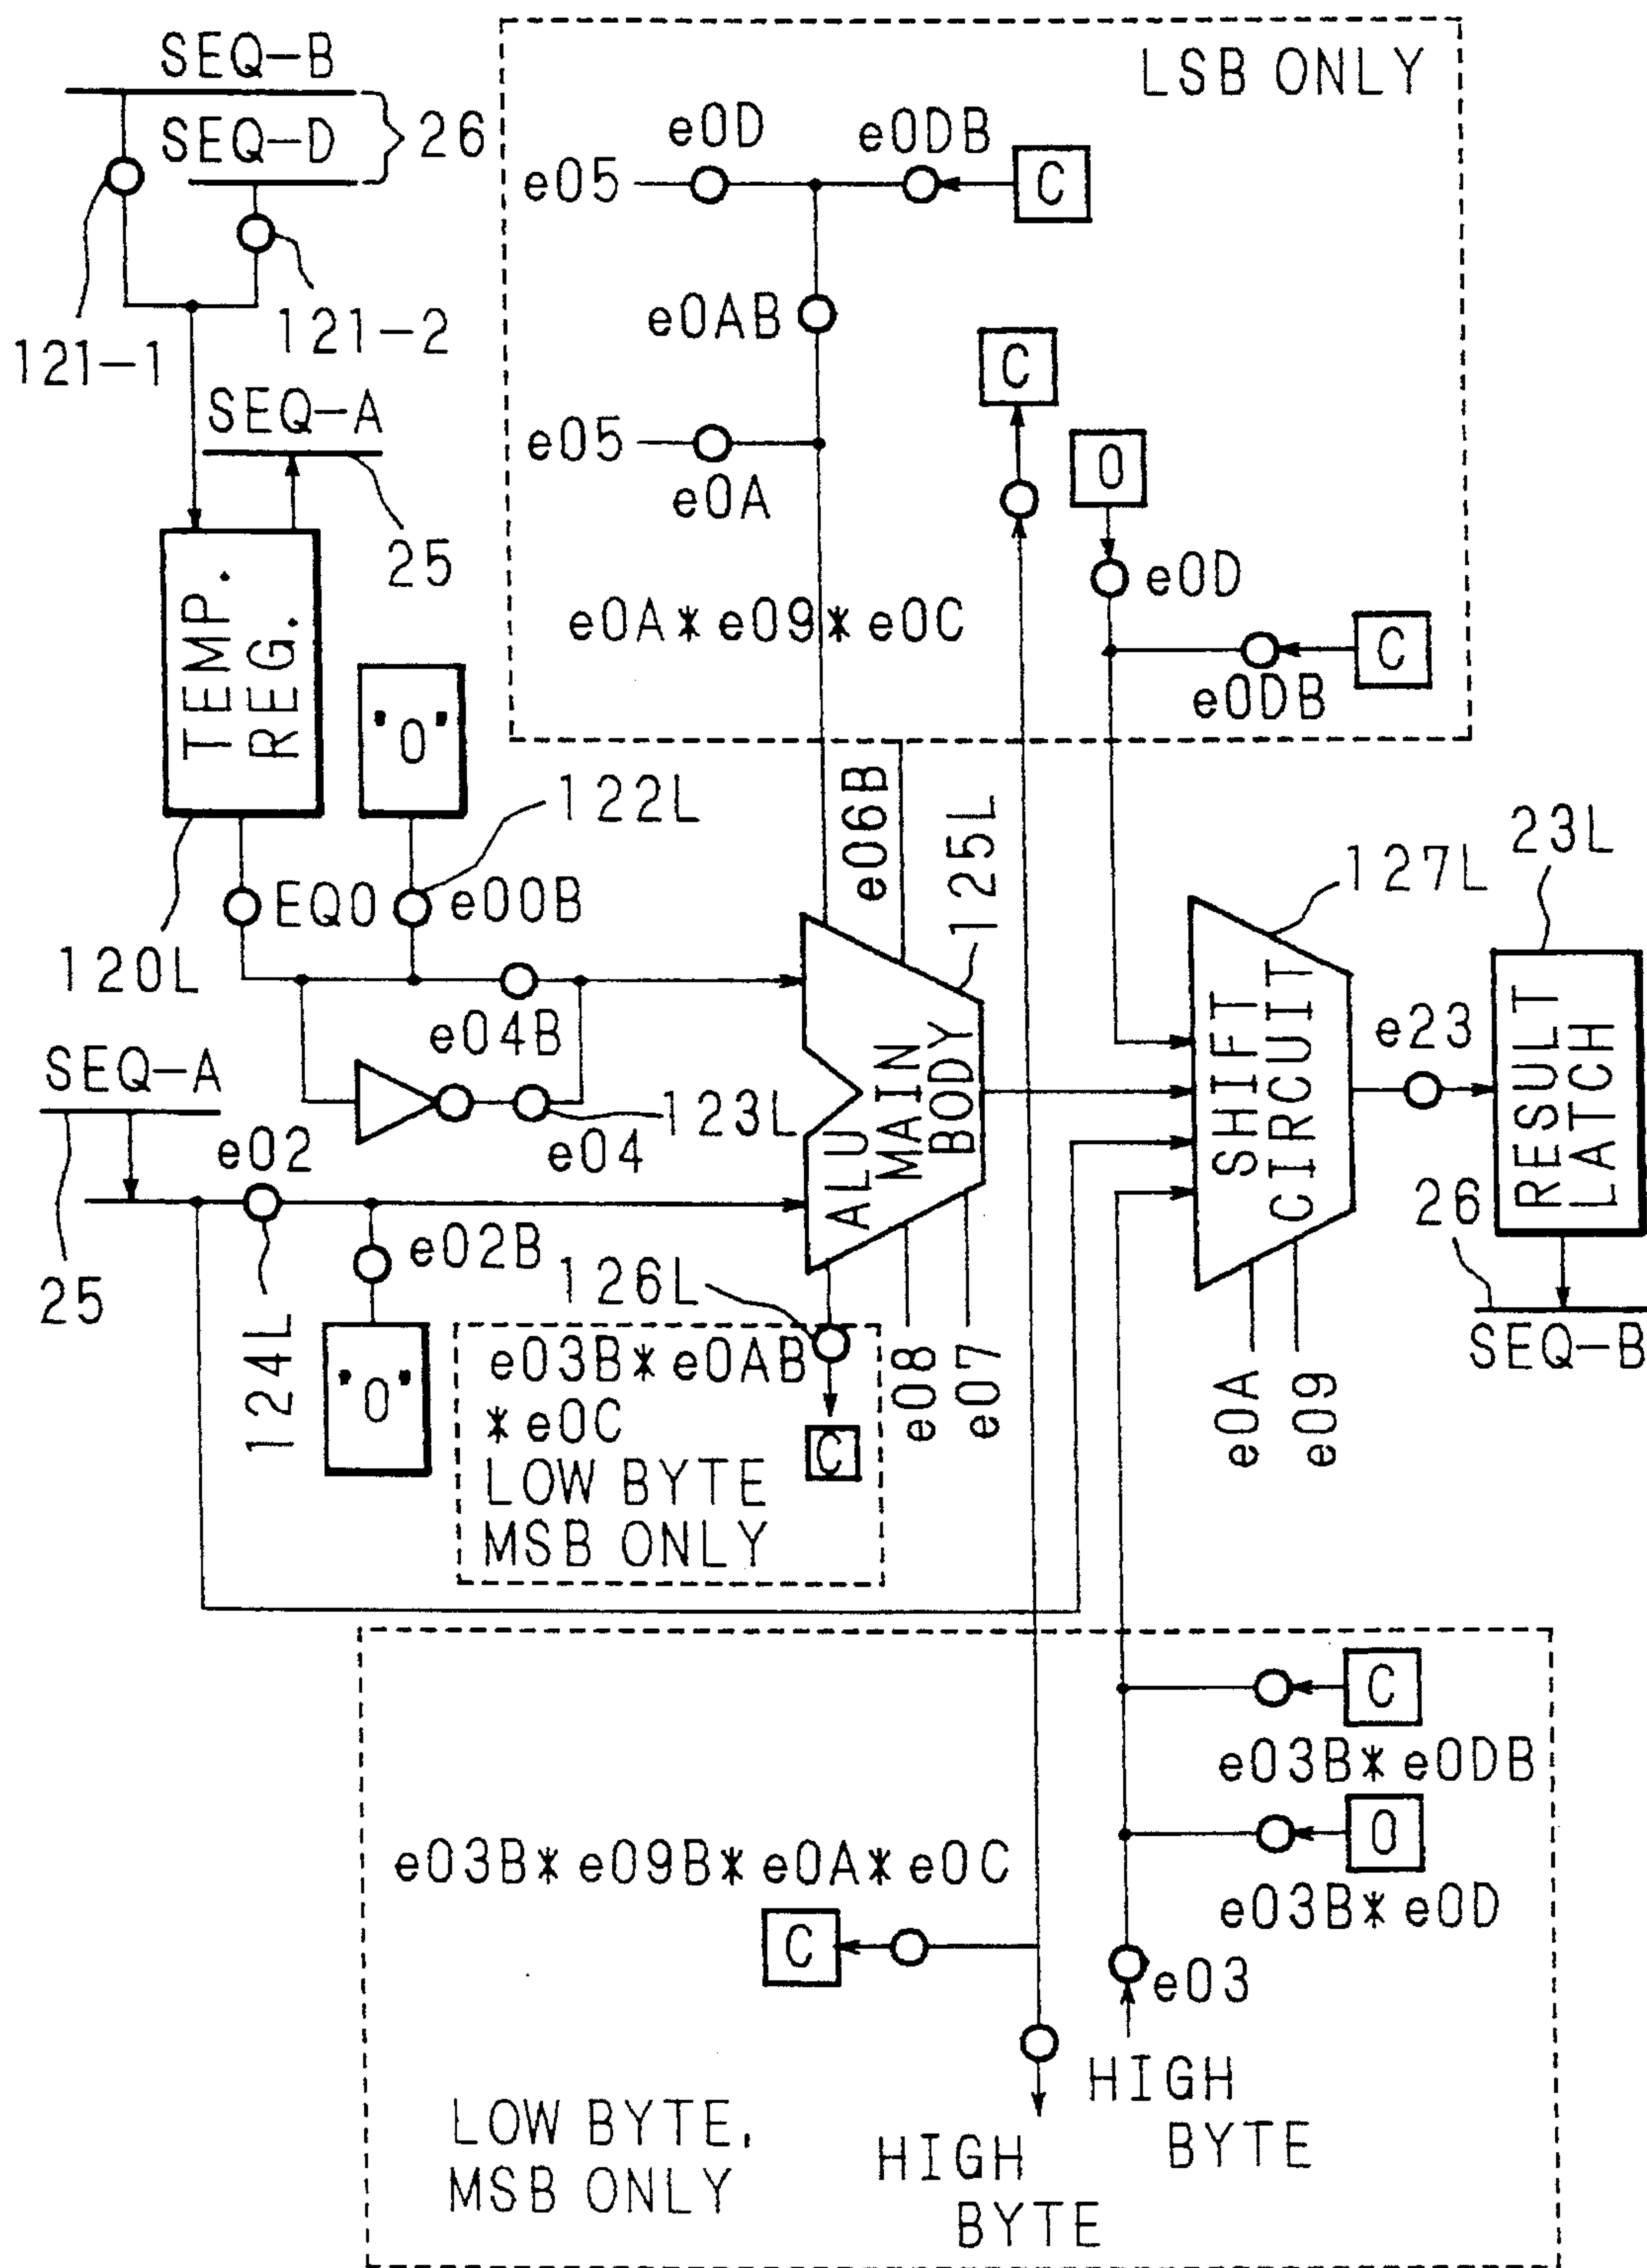 SEQ-B
SEQ-D
26
121-1
121-2
SEQ-A
25
TEMP.
REG.
"0"
122L
EQ0
e00B
120L
e04B
SEQ-A
e04
123L
e02
25
124L
e02B
"0"
126L
LSB ONLY
e0D
e0DB
e05
C
e0AB
e05
e0A
C
0
e0D
e0A*e09*e0C
C
e0DB
e06B
125L
ALU
MAIN
BODY
e08
e07
e03B*e0AB
*e0C
LOW BYTE
MSB ONLY
C
127L
SHIFT
CIRCUIT
e0A
e09
e23
23L
RESULT
LATCH
26
SEQ-B
C
e03B*e0DB
0
e03B*e0D
e03B*e09B*e0A*e0C
C
e03
HIGH
BYTE
HIGH
BYTE
LOW BYTE,
MSB ONLY